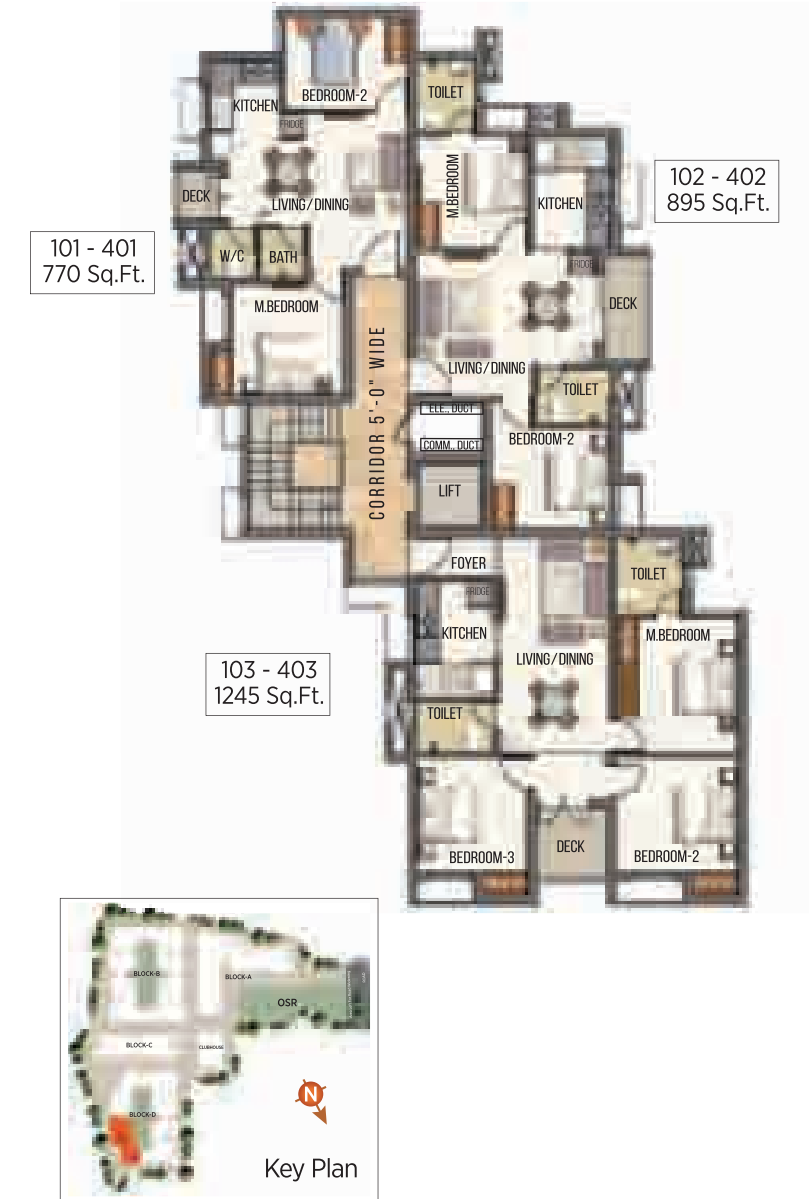 BEDROOM-2
TOILET
KITCHEN
FRIDGE
M.BEDROOM
102 - 402
895 Sq.Ft.
DECK
LIVING/DINING
KITCHEN
101 - 401
770 Sq.Ft.
W/C
BATH
FRIDGE
M.BEDROOM
DECK
CORRIDOR 5'-0" WIDE
LIVING/DINING
TOILET
ELE., DUCT
BEDROOM-2
COMM., DUCT
LIFT
FOYER
TOILET
FRIDGE
KITCHEN
M.BEDROOM
LIVING/DINING
103 - 403
1245 Sq.Ft.
TOILET
DECK
BEDROOM-3
BEDROOM-2
BLOCK-B
BLOCK-A
OSR
BLOCK-C
CLUBHOUSE
N
BLOCK-D
Key Plan